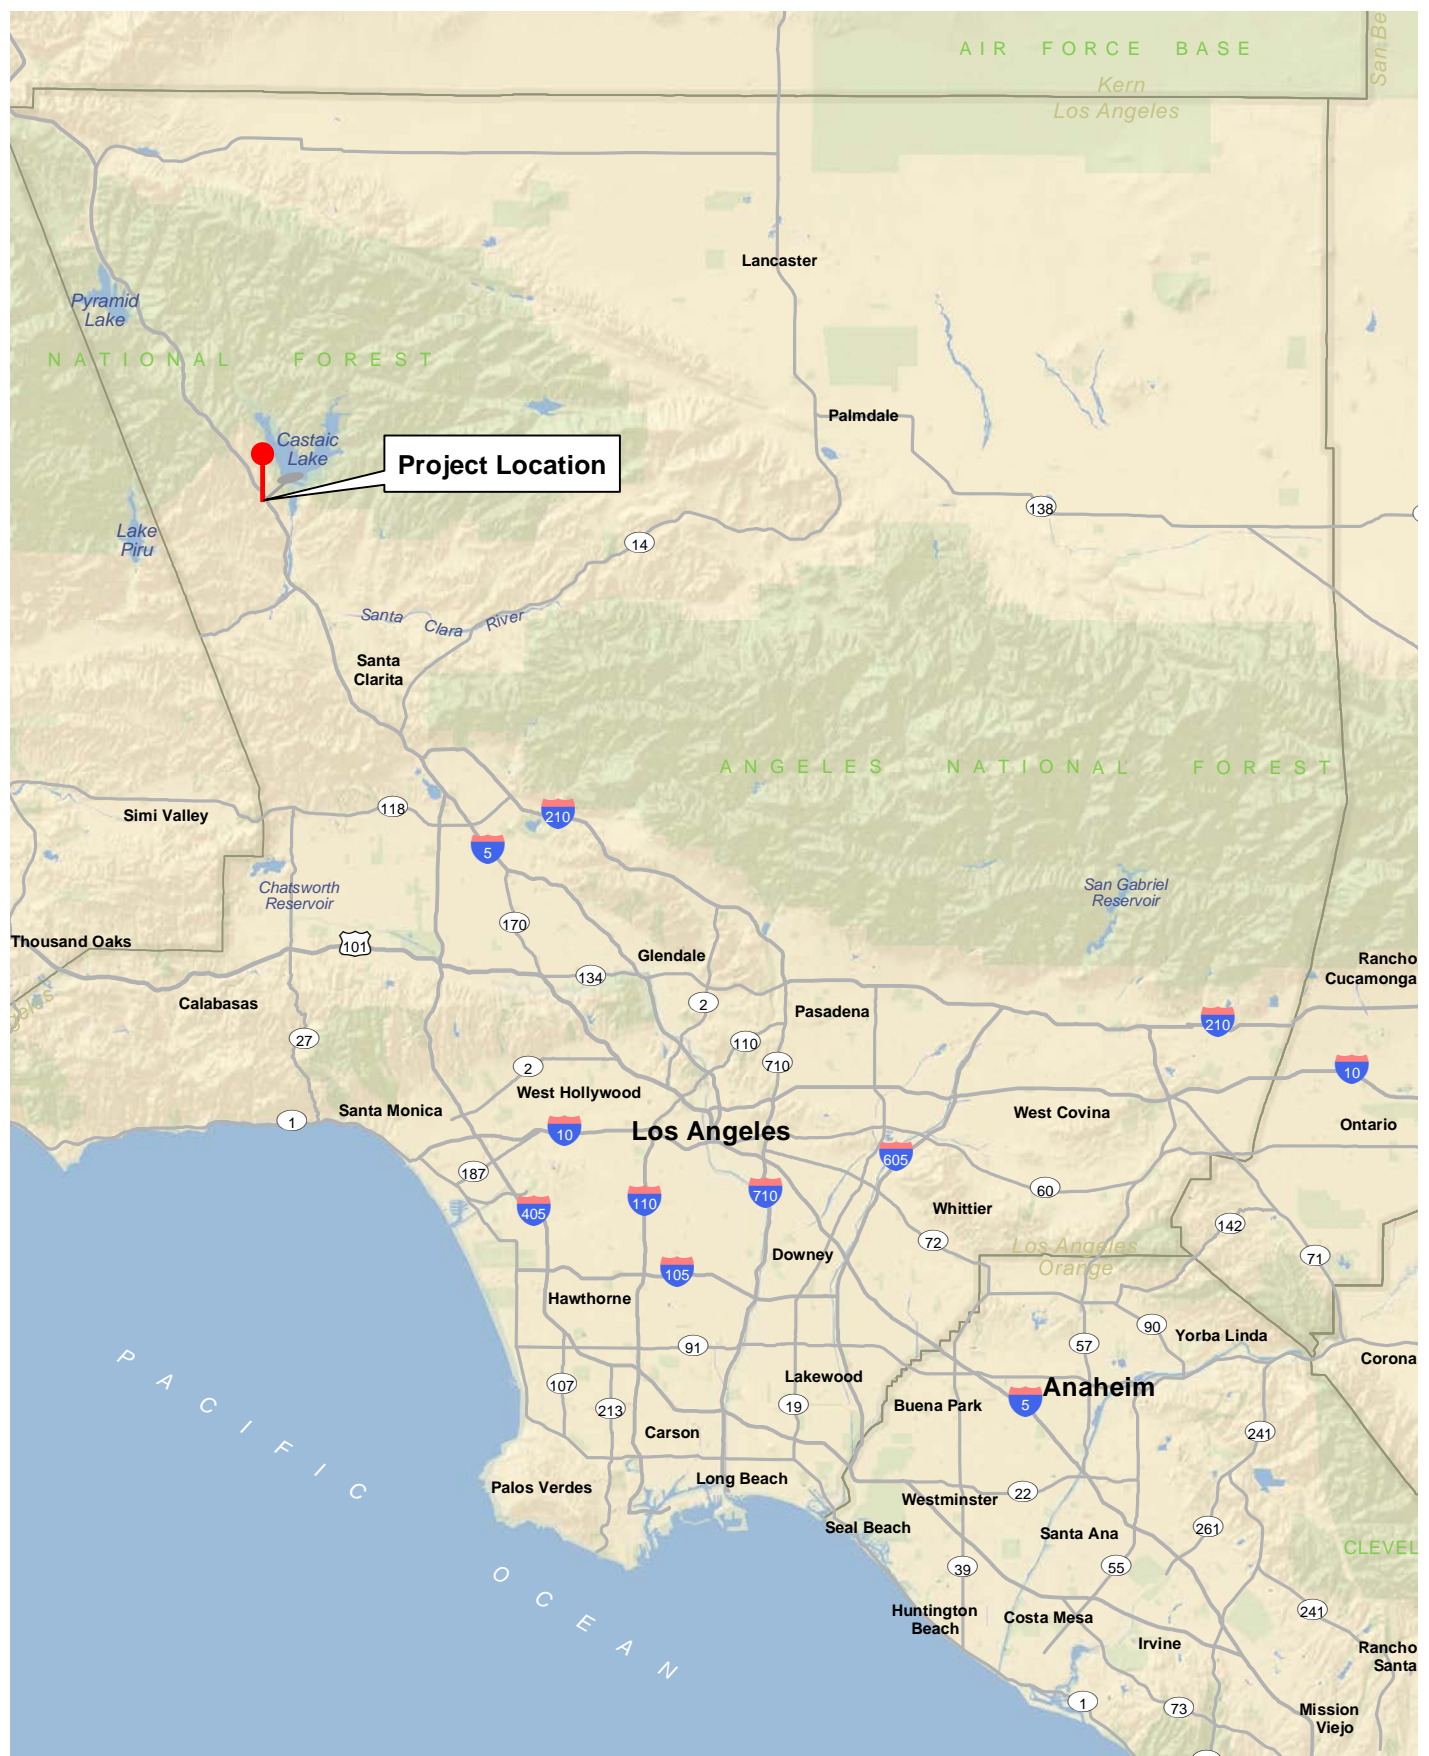 AIR FORCE BASE
San Be
Kern
Los Angeles
Lancaster
Pyramid
Lake
NATIONAL FOREST
Palmdale
Castaic
Lake
Project Location
138
Lake
Piru
14
Santa Clara River
Santa
Clarita
ANGELES NATIONAL FOREST
118
Simi Valley
210
5
Chatsworth
Reservoir
San Gabriel
Reservoir
170
Thousand Oaks
101
Glendale
Rancho
Cucamonga
134
geles
Calabasas
2
Pasadena
210
27
110
710
2
10
West Hollywood
Santa Monica
1
West Covina
Los Angeles
10
Ontario
605
187
60
405
110
710
Whittier
142
72
Los Angeles
Orange
Downey
71
105
Hawthorne
90
Yorba Linda
91
57
Corona
PACIFIC
107
Lakewood
Anaheim
213
19
Buena Park
5
Carson
241
Long Beach
Palos Verdes
22
Westminster
Seal Beach
Santa Ana
261
CLEVEL
39
55
OCEAN
Huntington
Beach
Costa Mesa
241
Irvine
Rancho
Santa
1
73
Mission
Viejo